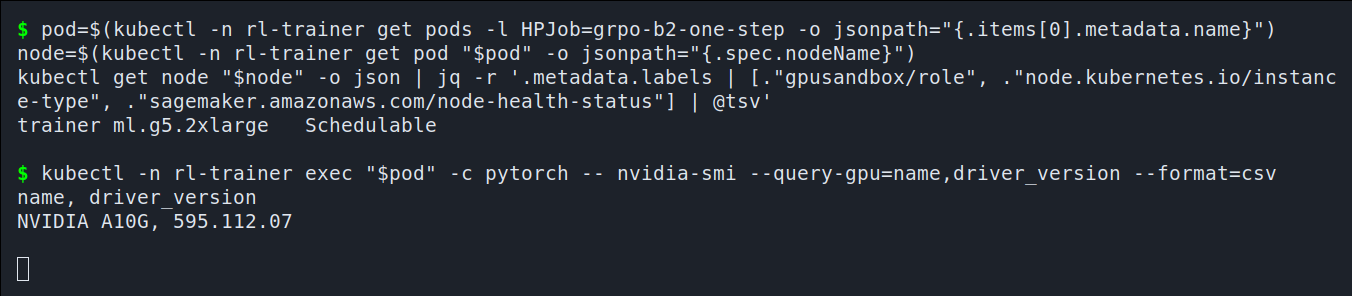 $ pod=$(kubectl -n rl-trainer get pods -l HPJob=grpo-b2-one-step -o jsonpath="{.items[0].metadata.name}")
node=$(kubectl -n rl-trainer get pod "$pod" -o jsonpath="{.spec.nodeName}")
kubectl get node "$node" -o json | jq -r '.metadata.labels | [."gpusandbox/role", ."node.kubernetes.io/instanc
e-type", ."sagemaker.amazonaws.com/node-health-status"] | @tsv'
trainer ml.g5.2xlarge   Schedulable
$ kubectl -n rl-trainer exec "$pod" -c pytorch -- nvidia-smi --query-gpu=name,driver_version --format=csv
name, driver_version
NVIDIA A10G, 595.112.07